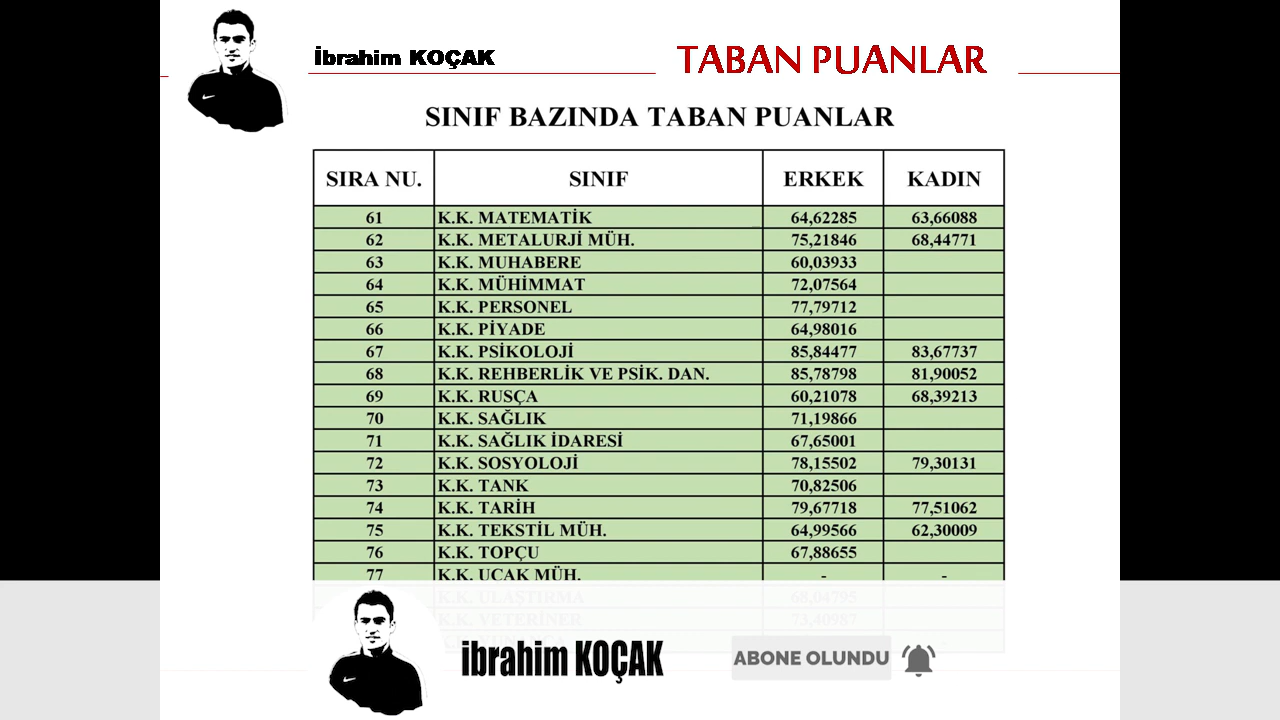 İbrahim KOÇAK
TABAN PUANLAR
SINIF BAZINDA TABAN PUANLAR
SIRA NU. SINIF ERKEK KADIN
61 K.K. MATEMATİK 64,62285 63,66088
62 K.K. METALURJİ MÜH. 75,21846 68,44771
63 K.K. MUHABERE 60,03933
64 K.K. MÜHİMMAT 72,07564
65 K.K. PERSONEL 77,79712
66 K.K. PİYADE 64,98016
67 K.K. PSİKOLOJİ 85,84477 83,67737
68 K.K. REHBERLİK VE PSİK. DAN. 85,78798 81,90052
69 K.K. RUSÇA 60,21078 68,39213
70 K.K. SAĞLIK 71,19866
71 K.K. SAĞLIK İDARESİ 67,65001
72 K.K. SOSYOLOJİ 78,15502 79,30131
73 K.K. TANK 70,82506
74 K.K. TARİH 79,67718 77,51062
75 K.K. TEKSTİL MÜH. 64,99566 62,30009
76 K.K. TOPÇU 67,88655
77 K.K. UÇAK MÜH. - -
K.K. ULAŞTIRMA 68,04795
K.K. VETERİNER 73,40987
ibrahim KOÇAK
ABONE OLUNDU